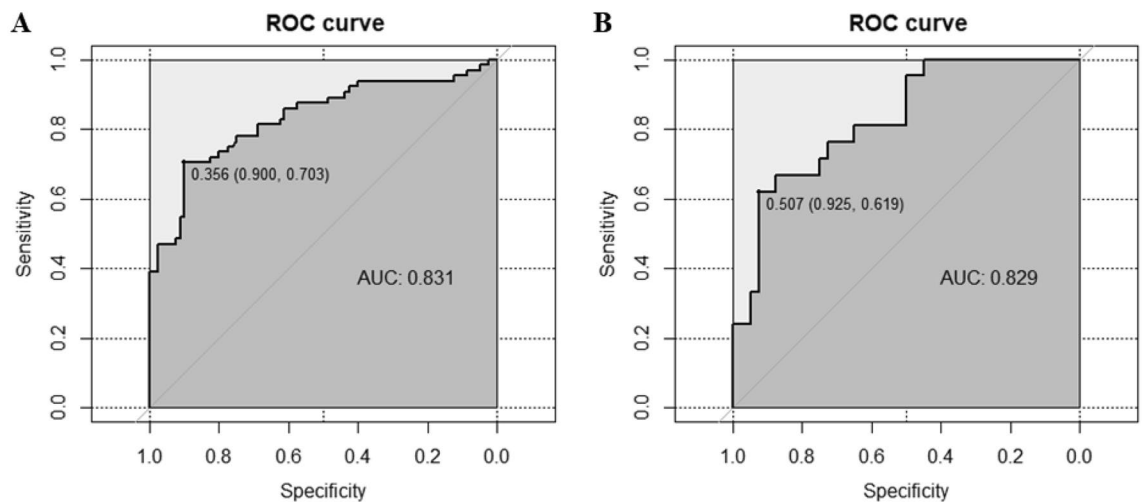 A
ROC curve
Sensitivity
1.0
0.8
0.6
0.4
0.2
0.0
0.356 (0.900, 0.703)
AUC: 0.831
1.0 0.8 0.6 0.4 0.2 0.0
Specificity
B
ROC curve
Sensitivity
1.0
0.8
0.6
0.4
0.2
0.0
0.507 (0.925, 0.619)
AUC: 0.829
1.0 0.8 0.6 0.4 0.2 0.0
Specificity